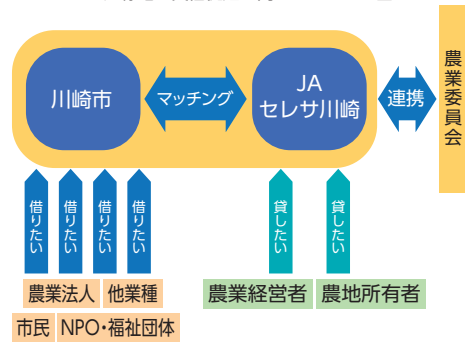 川崎市
マッチング
JA
セレサ川崎
連携
農業委員会
借りたい
借りたい
借りたい
借りたい
貸したい
貸したい
農業法人
他業種
農業経営者
農地所有者
市民
NPO・福祉団体